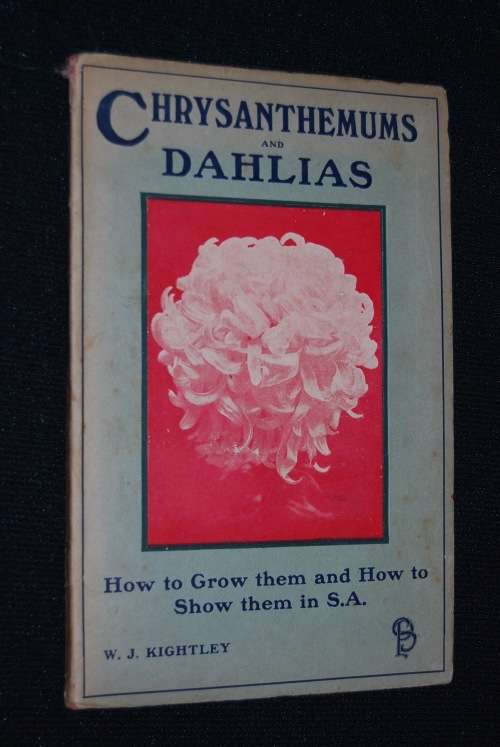 CHRYSANTHEMUMS
AND
DAHLIAS
How to Grow them and How to
Show them in S.A.
W. J. KIGHTLEY